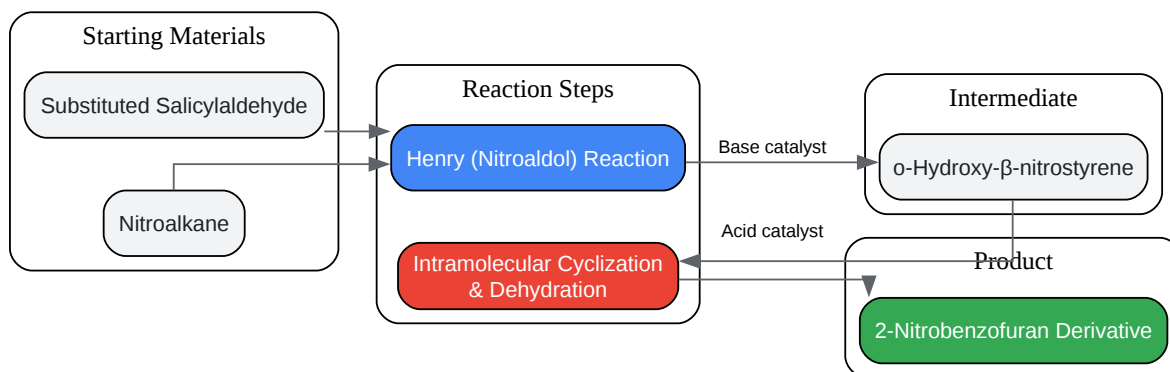 Starting Materials
Substituted Salicylaldehyde
Nitroalkane
Reaction Steps
Henry (Nitroaldol) Reaction
Base catalyst
Intramolecular Cyclization
& Dehydration
Acid catalyst
Intermediate
o-Hydroxy-β-nitrostyrene
Product
2-Nitrobenzofuran Derivative